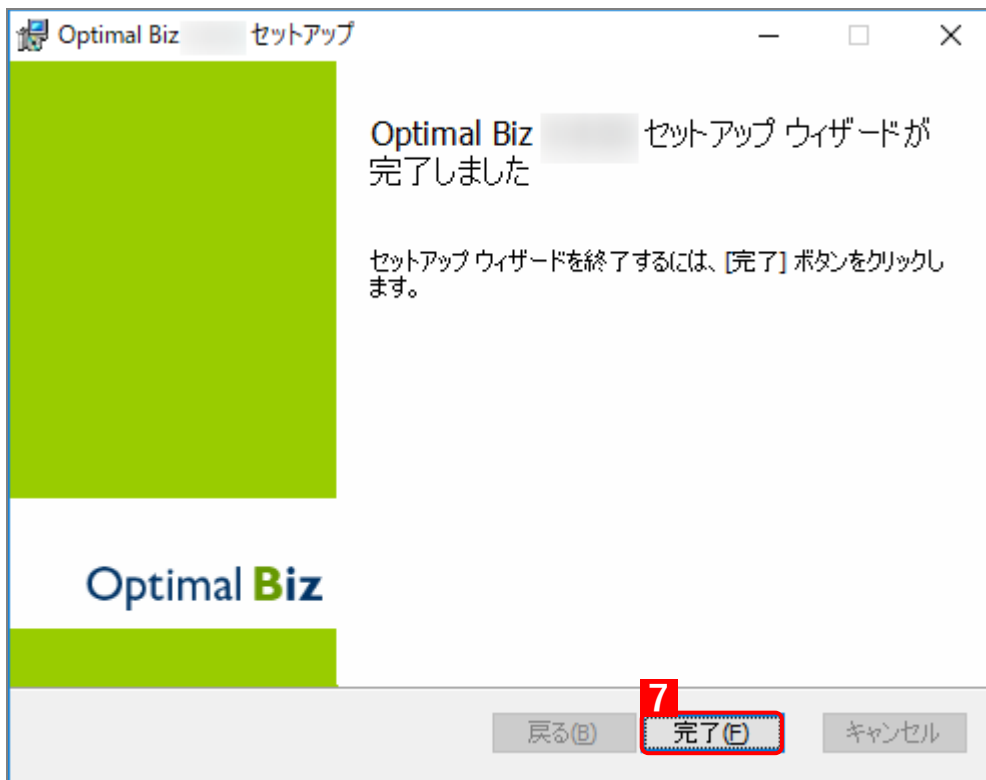 Optimal Biz セットアップ
Optimal Biz セットアップ ウィザードが
完了しました
セットアップ ウィザードを終了するには、[完了] ボタンをクリックし
ます。
Optimal Biz
7
戻る(B) 完了(F) キャンセル